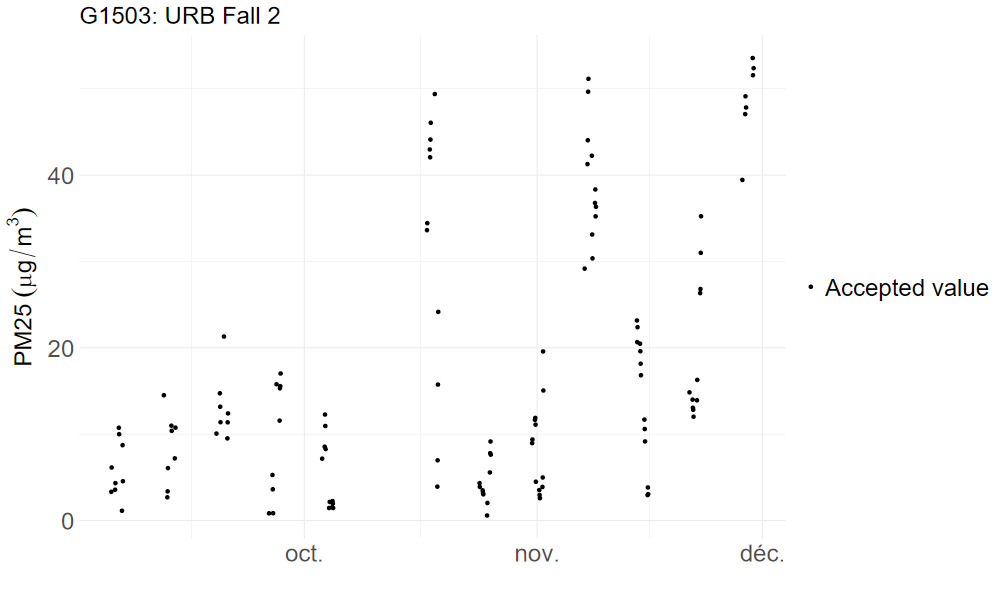 G1503: URB Fall 2
PM25 (μg/m³)
40
20
0
oct.
nov.
déc.
Accepted value